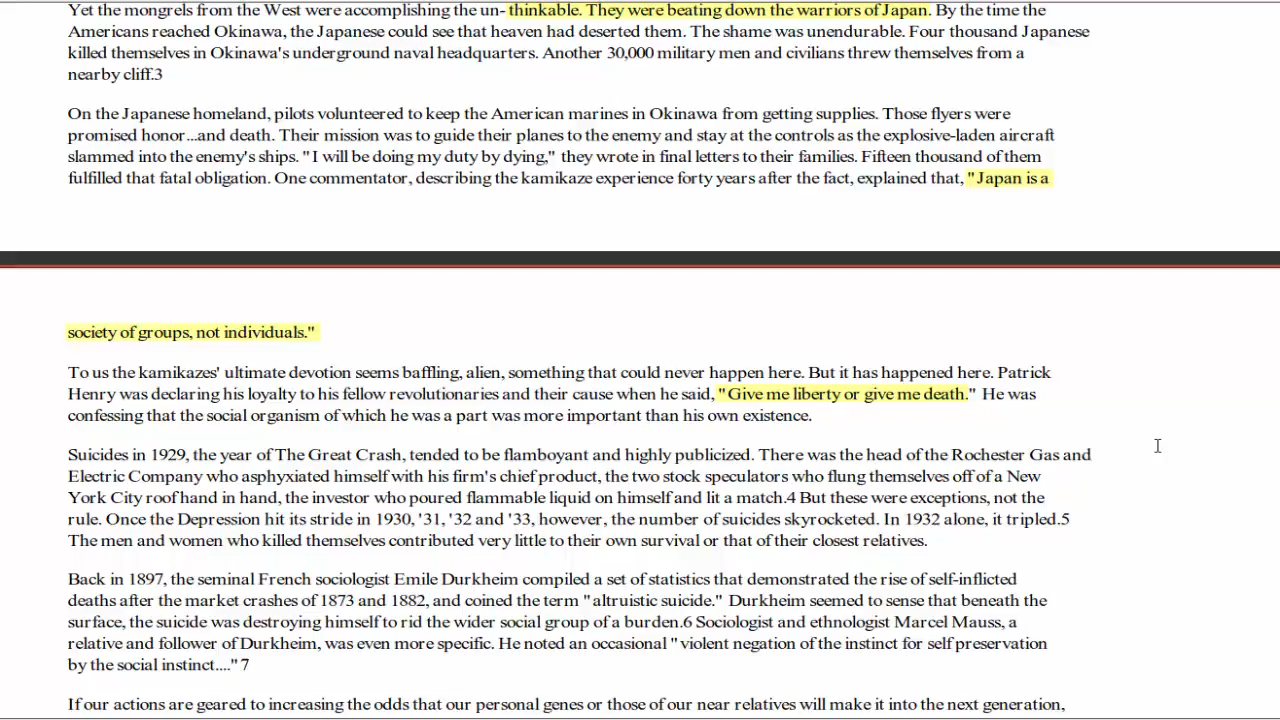 Yet the mongrels from the West were accomplishing the un- thinkable. They were beating down the warriors of Japan. By the time the
Americans reached Okinawa, the Japanese could see that heaven had deserted them. The shame was unendurable. Four thousand Japanese
killed themselves in Okinawa's underground naval headquarters. Another 30,000 military men and civilians threw themselves from a
nearby cliff.3
On the Japanese homeland, pilots volunteered to keep the American marines in Okinawa from getting supplies. Those flyers were
promised honor...and death. Their mission was to guide their planes to the enemy and stay at the controls as the explosive-laden aircraft
slammed into the enemy's ships. "I will be doing my duty by dying," they wrote in final letters to their families. Fifteen thousand of them
fulfilled that fatal obligation. One commentator, describing the kamikaze experience forty years after the fact, explained that, "Japan is a
society of groups, not individuals."
To us the kamikazes' ultimate devotion seems baffling, alien, something that could never happen here. But it has happened here. Patrick
Henry was declaring his loyalty to his fellow revolutionaries and their cause when he said, "Give me liberty or give me death." He was
confessing that the social organism of which he was a part was more important than his own existence.
Suicides in 1929, the year of The Great Crash, tended to be flamboyant and highly publicized. There was the head of the Rochester Gas and
Electric Company who asphyxiated himself with his firm's chief product, the two stock speculators who flung themselves off of a New
York City roof hand in hand, the investor who poured flammable liquid on himself and lit a match.4 But these were exceptions, not the
rule. Once the Depression hit its stride in 1930, '31, '32 and '33, however, the number of suicides skyrocketed. In 1932 alone, it tripled.5
The men and women who killed themselves contributed very little to their own survival or that of their closest relatives.
Back in 1897, the seminal French sociologist Emile Durkheim compiled a set of statistics that demonstrated the rise of self-inflicted
deaths after the market crashes of 1873 and 1882, and coined the term "altruistic suicide." Durkheim seemed to sense that beneath the
surface, the suicide was destroying himself to rid the wider social group of a burden.6 Sociologist and ethnologist Marcel Mauss, a
relative and follower of Durkheim, was even more specific. He noted an occasional "violent negation of the instinct for self preservation
by the social instinct...."7
If our actions are geared to increasing the odds that our personal genes or those of our near relatives will make it into the next generation,